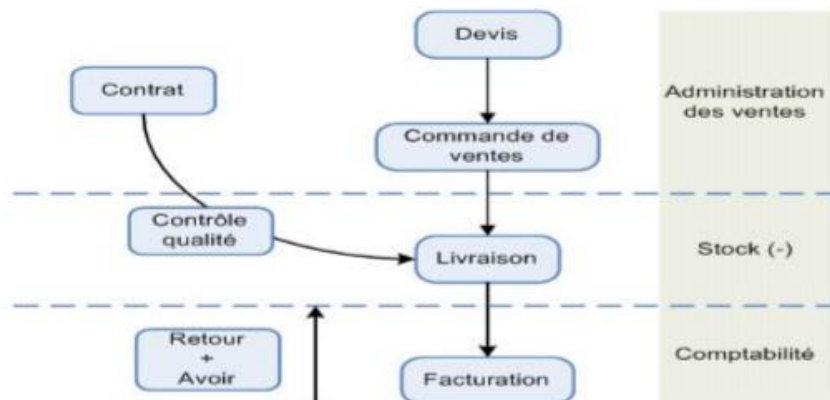 Devis
Contrat
Administration
des ventes
Commande de
ventes
Contrôle
qualité
Livraison
Stock (-)
Retour
+
Avoir
Facturation
Comptabilité